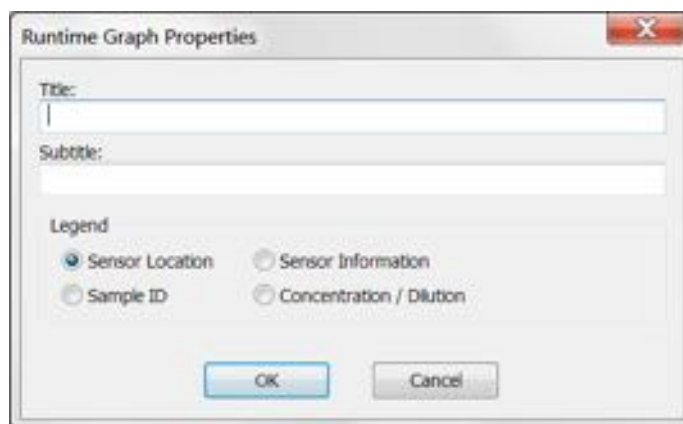 Runtime Graph Properties
Title:
Subtitle:
Legend
Sensor Location Sensor Information
Sample ID Concentration / Dilution
OK Cancel